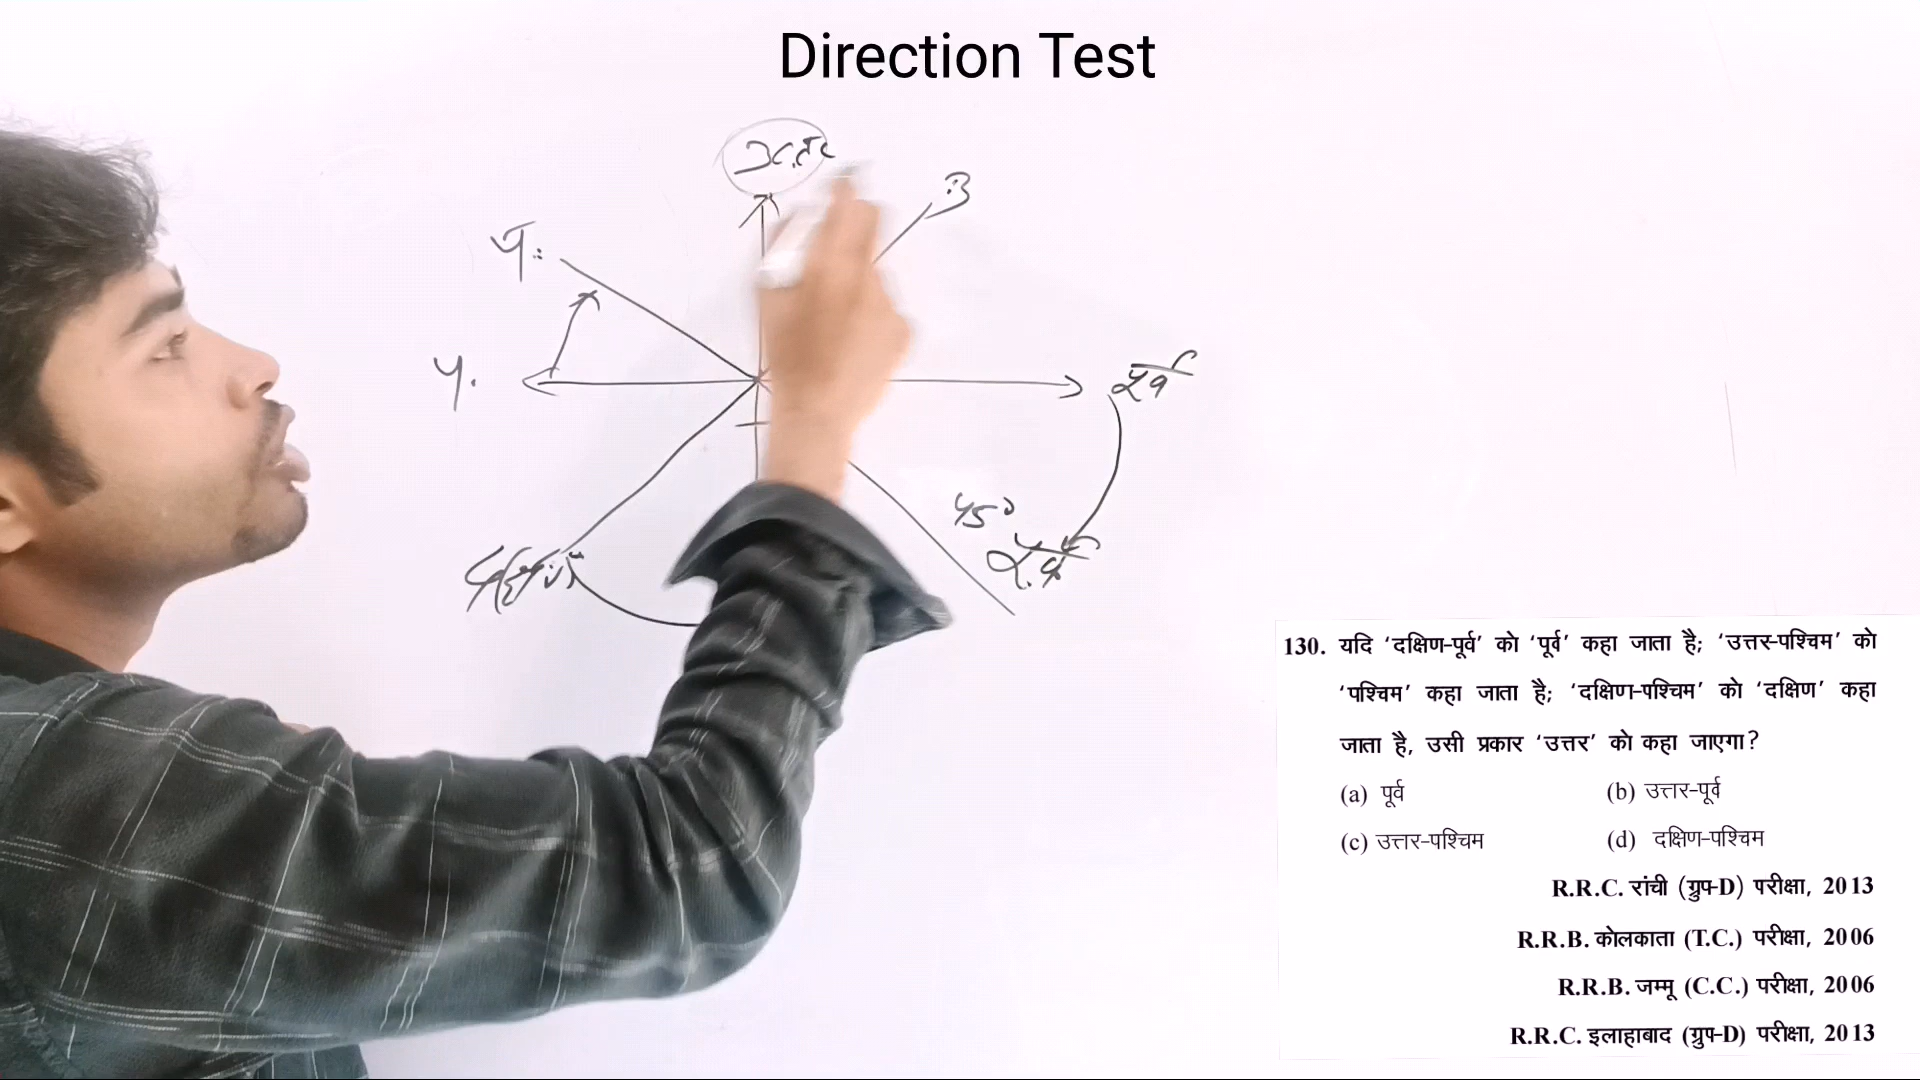 Direction Test
उत्तर
उ
प.
प.
पूर्व
45°
पूर्व
दक्षिण
130. यदि ‘दक्षिण-पूर्व’ को ‘पूर्व’ कहा जाता है; ‘उत्तर-पश्चिम’ को
‘पश्चिम’ कहा जाता है; ‘दक्षिण-पश्चिम’ को ‘दक्षिण’ कहा
जाता है, उसी प्रकार ‘उत्तर’ को कहा जाएगा?
(a) पूर्व (b) उत्तर-पूर्व
(c) उत्तर-पश्चिम (d) दक्षिण-पश्चिम
R.R.C. रांची (ग्रुप-D) परीक्षा, 2013
R.R.B. कोलकाता (T.C.) परीक्षा, 2006
R.R.B. जम्मू (C.C.) परीक्षा, 2006
R.R.C. इलाहाबाद (ग्रुप-D) परीक्षा, 2013